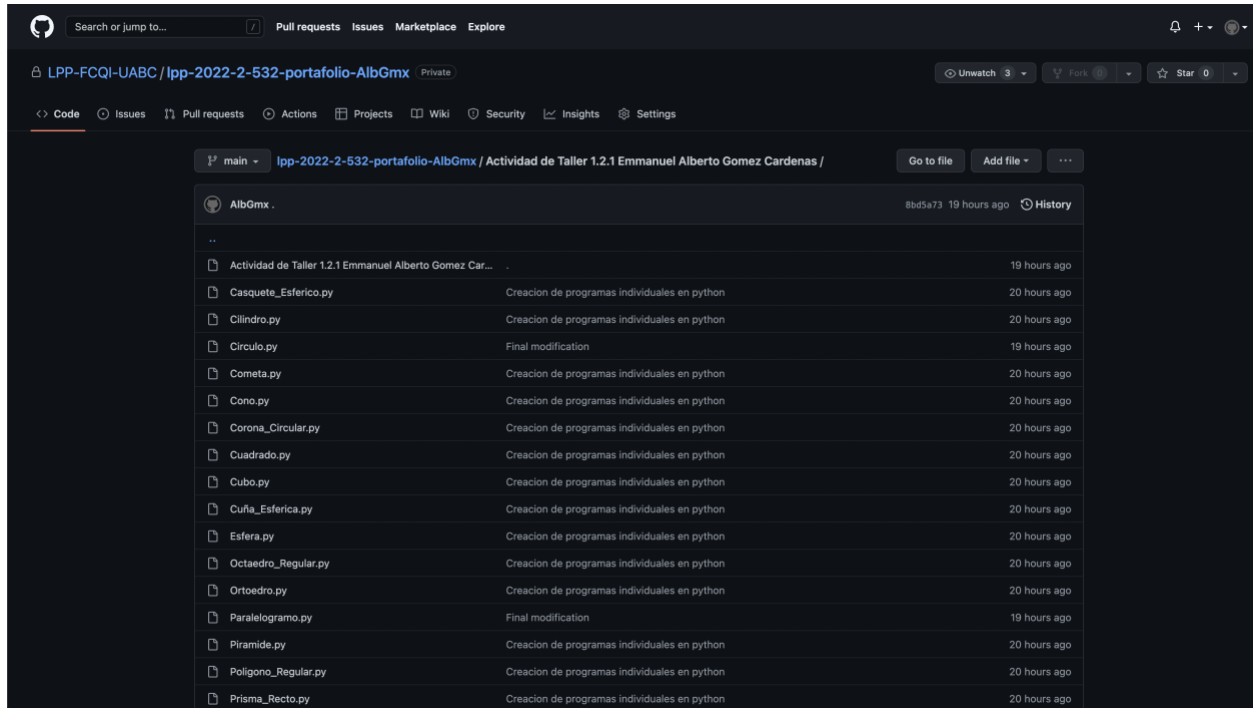 Search or jump to... / Pull requests Issues Marketplace Explore
LPP-FCQI-UABC / lpp-2022-2-532-portafolio-AlbGmx Private Unwatch 3 Fork 0 Star 0
<> Code Issues Pull requests Actions Projects Wiki Security Insights Settings
main lpp-2022-2-532-portafolio-AlbGmx / Actividad de Taller 1.2.1 Emmanuel Alberto Gomez Cardenas / Go to file Add file ...
AlbGmx . 8bd5a73 19 hours ago History
..
Actividad de Taller 1.2.1 Emmanuel Alberto Gomez Car... . 19 hours ago
Casquete_Esferico.py Creacion de programas individuales en python 20 hours ago
Cilindro.py Creacion de programas individuales en python 20 hours ago
Circulo.py Final modification 19 hours ago
Cometa.py Creacion de programas individuales en python 20 hours ago
Cono.py Creacion de programas individuales en python 20 hours ago
Corona_Circular.py Creacion de programas individuales en python 20 hours ago
Cuadrado.py Creacion de programas individuales en python 20 hours ago
Cubo.py Creacion de programas individuales en python 20 hours ago
Cuña_Esferica.py Creacion de programas individuales en python 20 hours ago
Esfera.py Creacion de programas individuales en python 20 hours ago
Octaedro_Regular.py Creacion de programas individuales en python 20 hours ago
Ortoedro.py Creacion de programas individuales en python 20 hours ago
Paralelogramo.py Final modification 19 hours ago
Piramide.py Creacion de programas individuales en python 20 hours ago
Poligono_Regular.py Creacion de programas individuales en python 20 hours ago
Prisma_Recto.py Creacion de programas individuales en python 20 hours ago